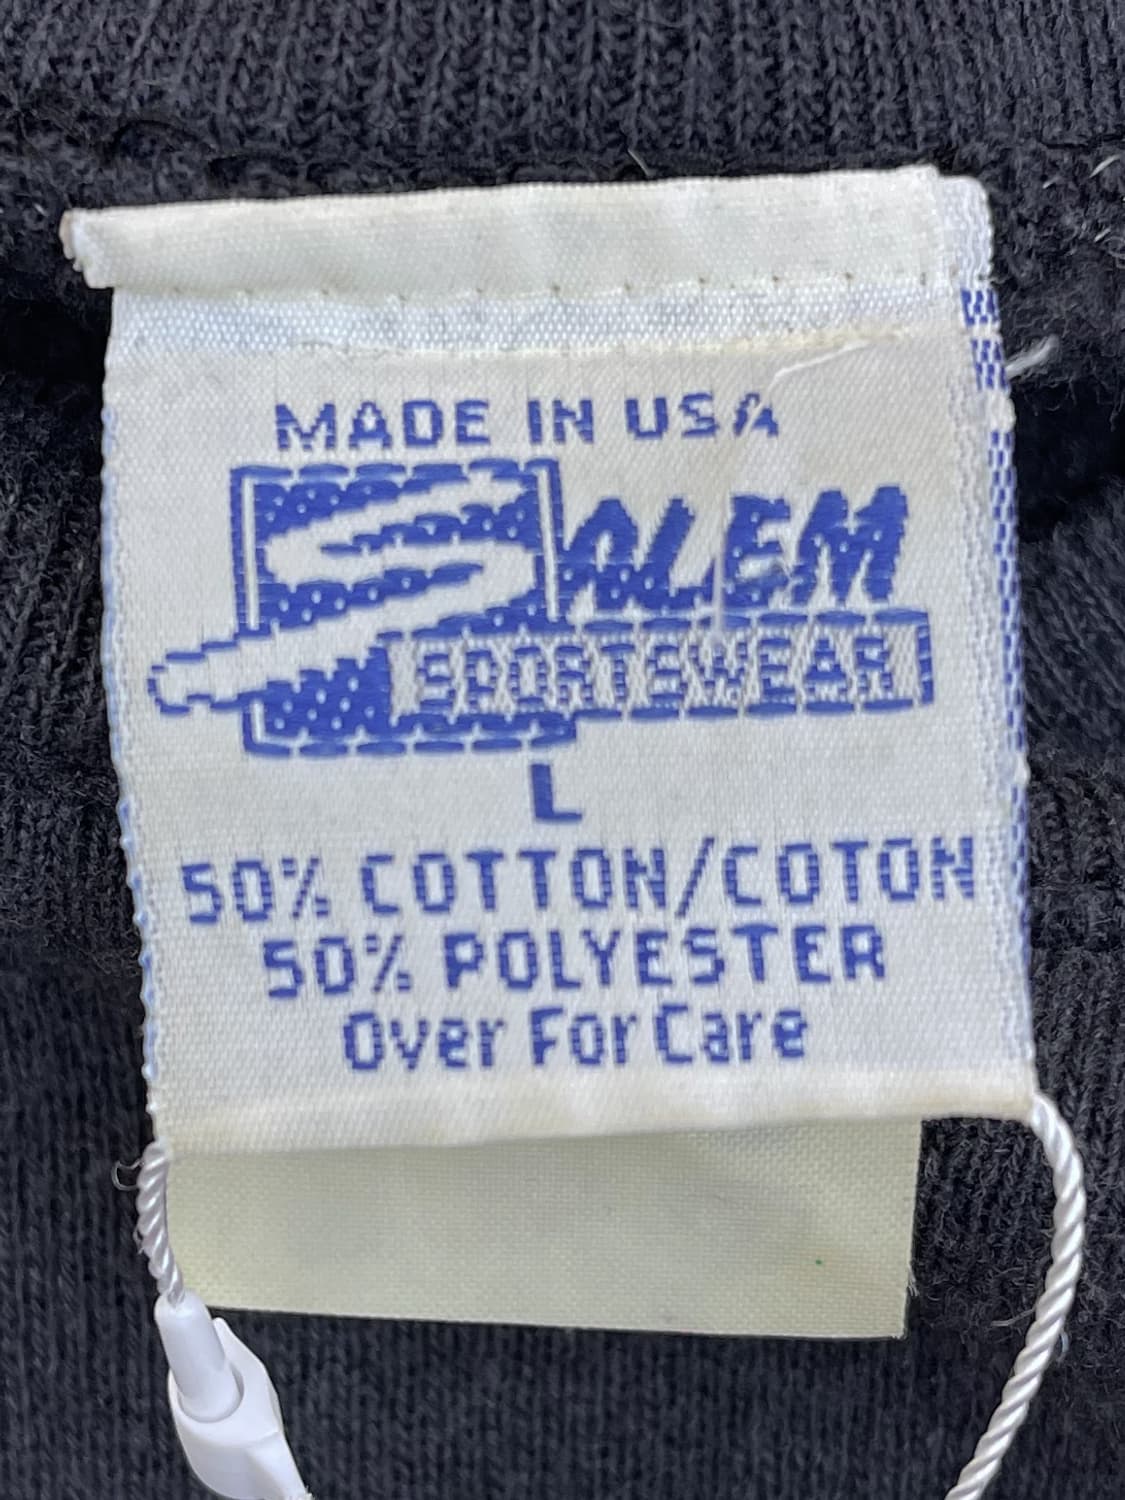 MADE IN USA
SALEM
SPORTSWEAR
L
50% COTTON/COTON
50% POLYESTER
Over For Care